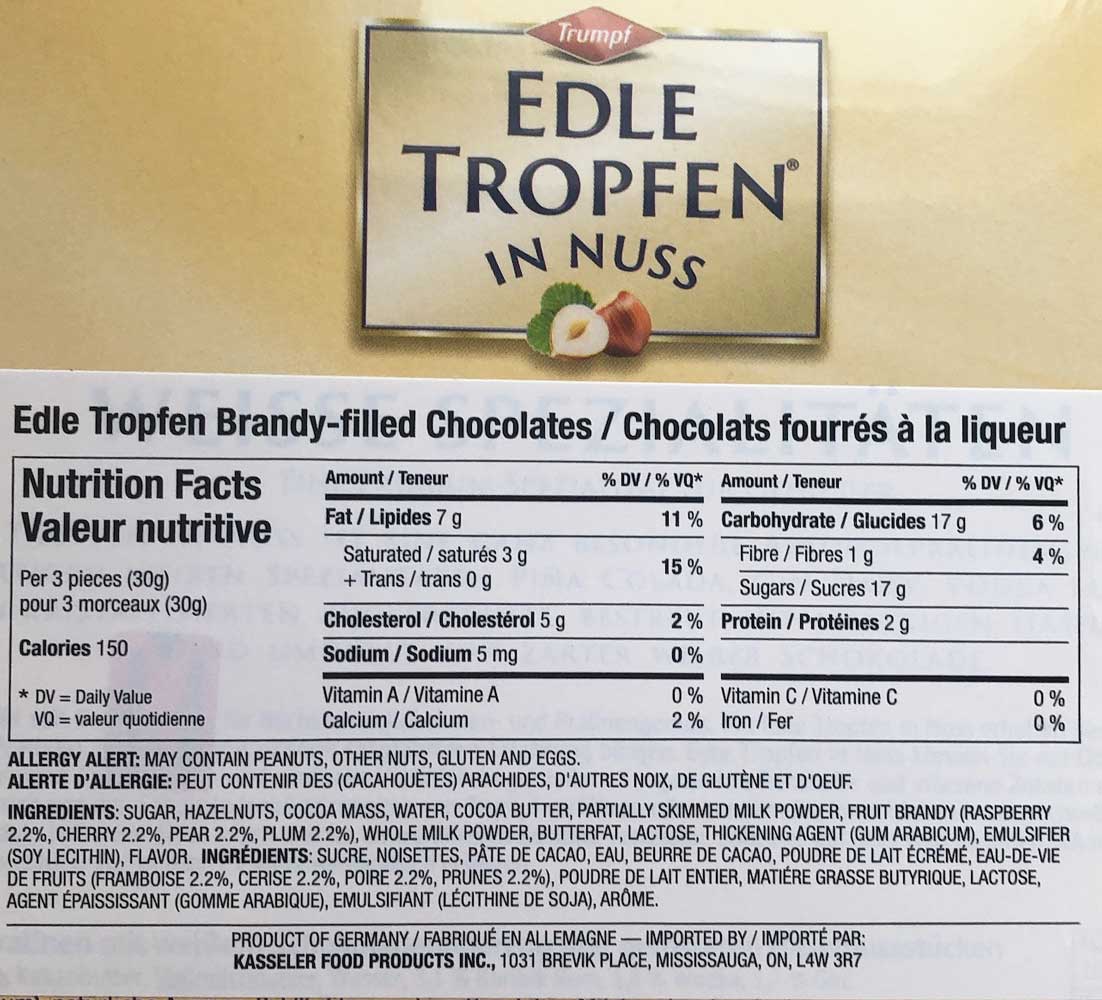 Trumpf
EDLE
TROPFEN®
IN NUSS
Edle Tropfen Brandy-filled Chocolates / Chocolats fourrés à la liqueur
Nutrition Facts
Valeur nutritive
Per 3 pieces (30g)
pour 3 morceaux (30g)
Calories 150
* DV = Daily Value
VQ = valeur quotidienne
Amount / Teneur % DV / % VQ*
Fat / Lipides 7 g 11 %
Saturated / saturés 3 g
+ Trans / trans 0 g 15 %
Cholesterol / Cholestérol 5 g 2 %
Sodium / Sodium 5 mg 0 %
Vitamin A / Vitamine A 0 %
Calcium / Calcium 2 %
Amount / Teneur % DV / % VQ*
Carbohydrate / Glucides 17 g 6 %
Fibre / Fibres 1 g 4 %
Sugars / Sucres 17 g
Protein / Protéines 2 g
Vitamin C / Vitamine C 0 %
Iron / Fer 0 %
ALLERGY ALERT: MAY CONTAIN PEANUTS, OTHER NUTS, GLUTEN AND EGGS.
ALERTE D'ALLERGIE: PEUT CONTENIR DES (CACAHOUÈTES) ARACHIDES, D'AUTRES NOIX, DE GLUTÈNE ET D'OEUF.
INGREDIENTS: SUGAR, HAZELNUTS, COCOA MASS, WATER, COCOA BUTTER, PARTIALLY SKIMMED MILK POWDER, FRUIT BRANDY (RASPBERRY
2.2%, CHERRY 2.2%, PEAR 2.2%, PLUM 2.2%), WHOLE MILK POWDER, BUTTERFAT, LACTOSE, THICKENING AGENT (GUM ARABICUM), EMULSIFIER
(SOY LECITHIN), FLAVOR. INGRÉDIENTS: SUCRE, NOISETTES, PÂTE DE CACAO, EAU, BEURRE DE CACAO, POUDRE DE LAIT ÉCRÉMÉ, EAU-DE-VIE
DE FRUITS (FRAMBOISE 2.2%, CERISE 2.2%, POIRE 2.2%, PRUNES 2.2%), POUDRE DE LAIT ENTIER, MATIÉRE GRASSE BUTYRIQUE, LACTOSE,
AGENT ÉPAISSISSANT (GOMME ARABIQUE), EMULSIFIANT (LÉCITHINE DE SOJA), ARÔME.
PRODUCT OF GERMANY / FABRIQUÉ EN ALLEMAGNE — IMPORTED BY / IMPORTÉ PAR:
KASSELER FOOD PRODUCTS INC., 1031 BREVIK PLACE, MISSISSAUGA, ON, L4W 3R7
WEISSE SPEZIALITÄTEN